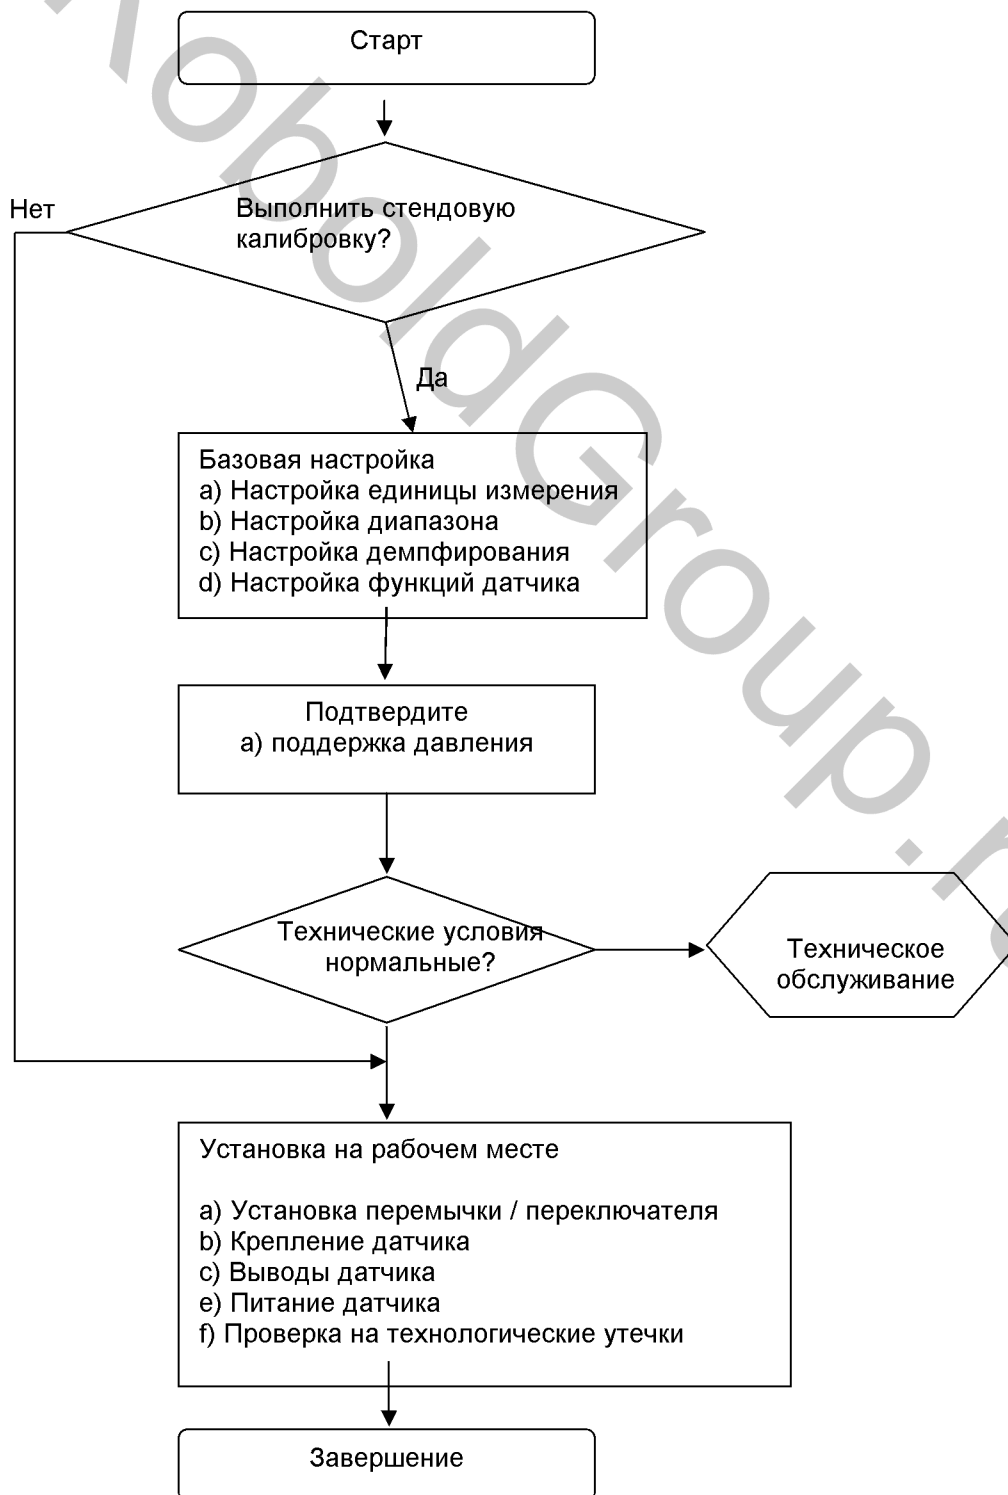 Старт
Выполнить стендовую
калибровку?
Нет
Да
Базовая настройка
a) Настройка единицы измерения
b) Настройка диапазона
c) Настройка демпфирования
d) Настройка функций датчика
Подтвердите
a) поддержка давления
Технические условия
нормальные?
Техническое
обслуживание
Установка на рабочем месте
a) Установка перемычки / переключателя
b) Крепление датчика
c) Выводы датчика
e) Питание датчика
f) Проверка на технологические утечки
Завершение
KoboldGroup.ru